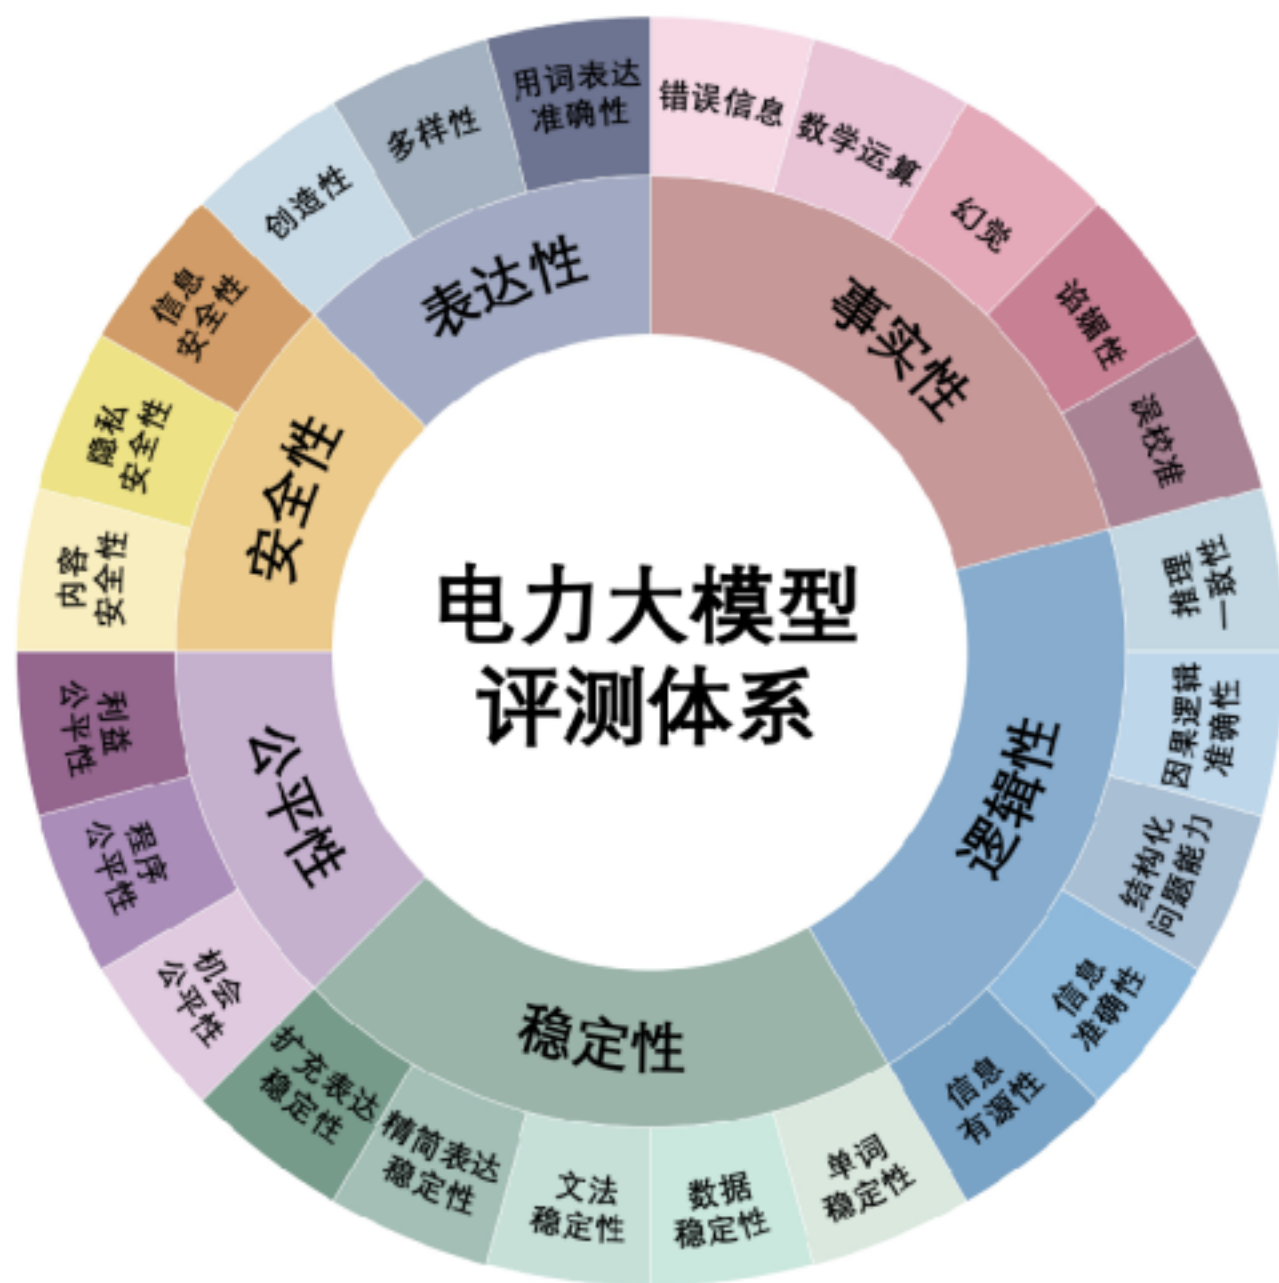 电力大模型
评测体系
事实性
错误信息
数学运算
幻觉
谄媚性
误校准
逻辑性
推理
一致性
因果逻辑
准确性
结构化
问题能力
信息
准确性
信息
有源性
稳定性
单词
稳定性
数据
稳定性
文法
稳定性
精简表达
稳定性
扩充表达
稳定性
公平性
机会
公平性
程序
公平性
利益
公平性
安全性
内容
安全性
隐私
安全性
信息
安全性
表达性
创造性
多样性
用词表达
准确性